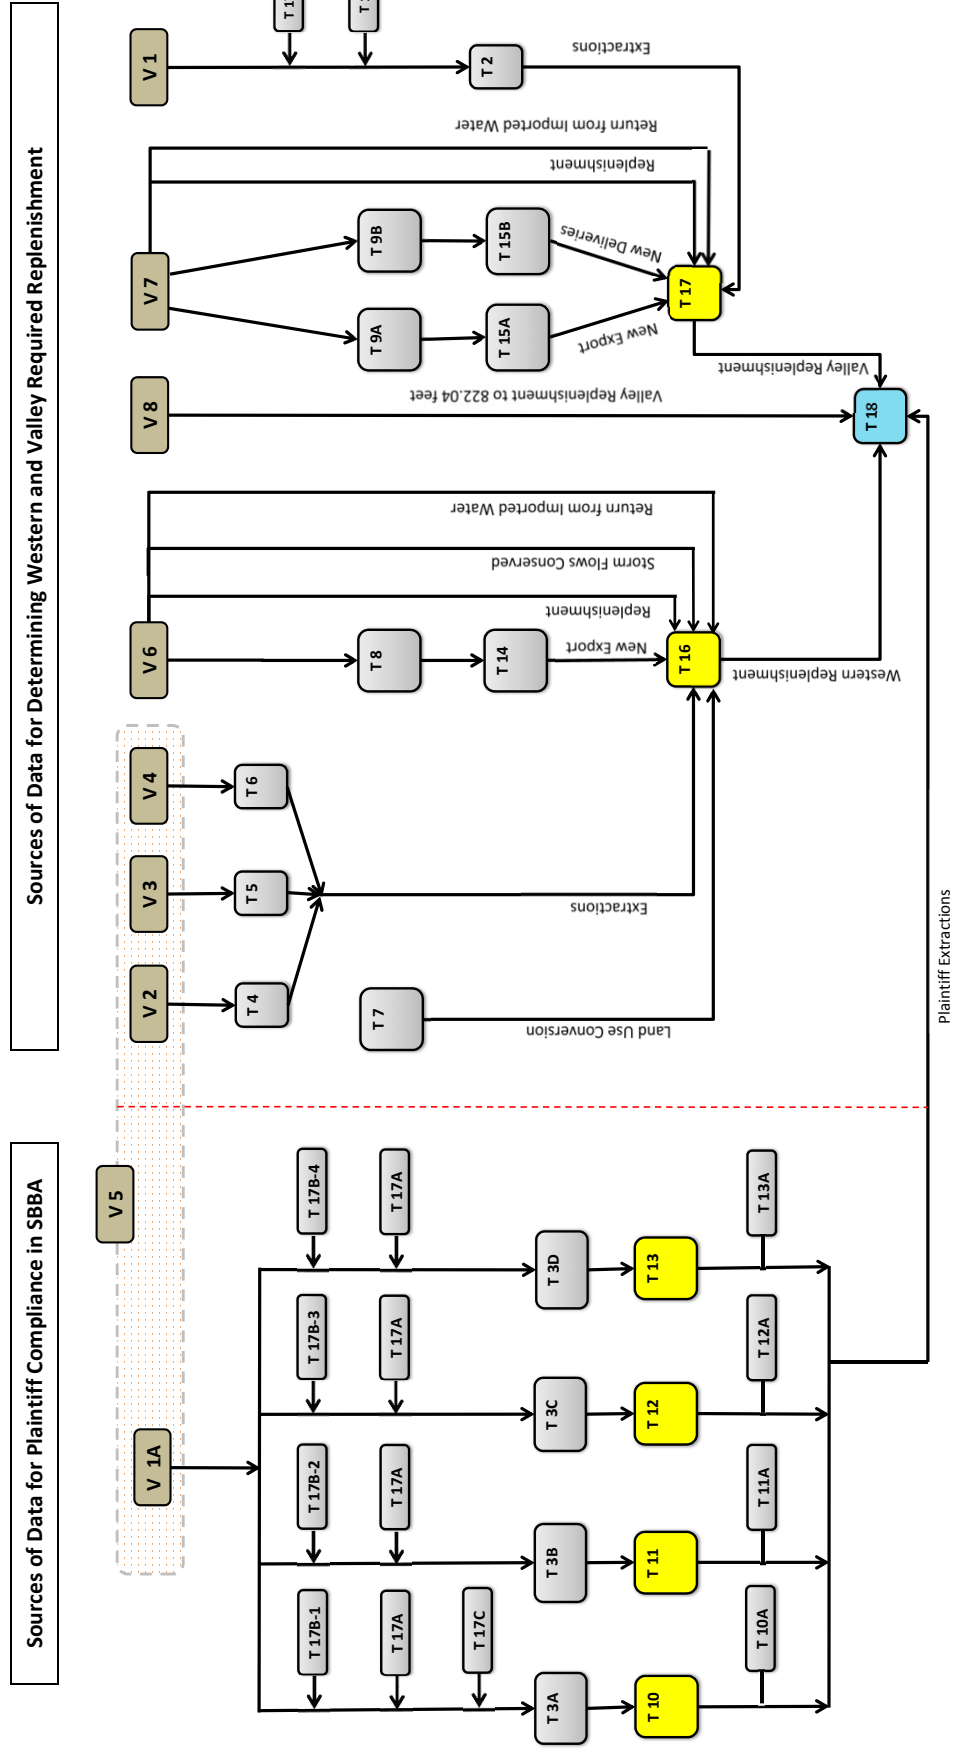 Sources of Data for Plaintiff Compliance in SBBA
Sources of Data for Determining Western and Valley Required Replenishment
V 5
V 1A
V 2
V 3
V 4
V 6
V 8
V 7
V 1
T 17B-1
T 17B-2
T 17B-3
T 17B-4
T 17A
T 17A
T 17A
T 17A
T 17C
T 3A
T 3B
T 3C
T 3D
T 10
T 11
T 12
T 13
T 10A
T 11A
T 12A
T 13A
T 4
T 5
T 6
T 7
Land Use Conversion
Extractions
T 8
T 14
New Export
Replenishment
Storm Flows Conserved
Return from Imported Water
T 16
Western Replenishment
Valley Replenishment to 822.04 feet
T 9A
T 9B
T 15A
T 15B
New Export
New Deliveries
Replenishment
Return from Imported Water
T 2
Extractions
T 17
Valley Replenishment
T 18
Plaintiff Extractions